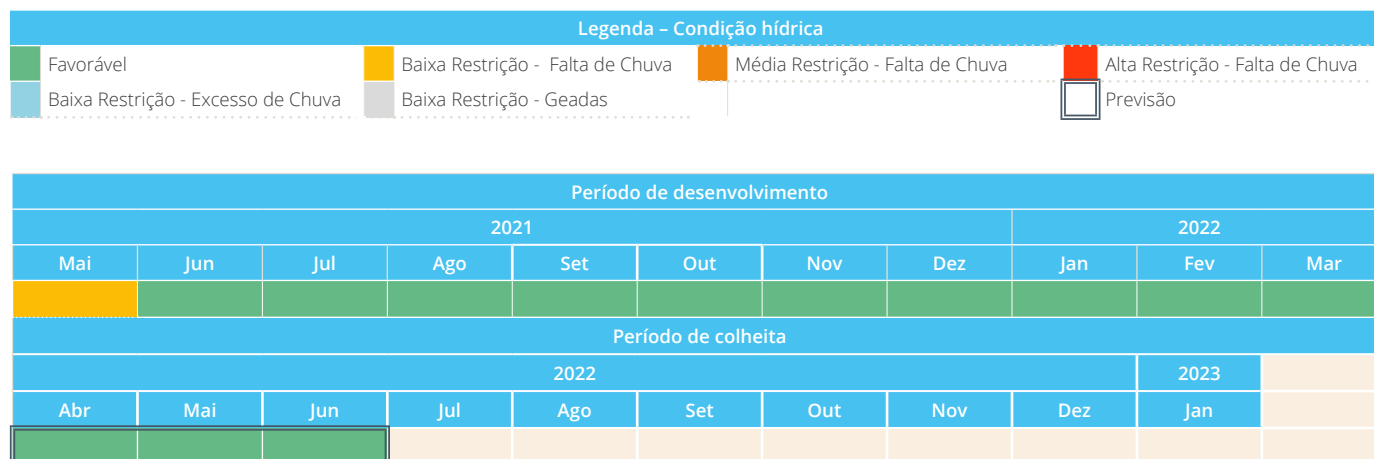 Legenda – Condição hídrica
Favorável Baixa Restrição - Falta de Chuva Média Restrição - Falta de Chuva Alta Restrição - Falta de Chuva
Baixa Restrição - Excesso de Chuva Baixa Restrição - Geadas Previsão
Período de desenvolvimento
2021 2022
Mai Jun Jul Ago Set Out Nov Dez Jan Fev Mar
Período de colheita
2022 2023
Abr Mai Jun Jul Ago Set Out Nov Dez Jan